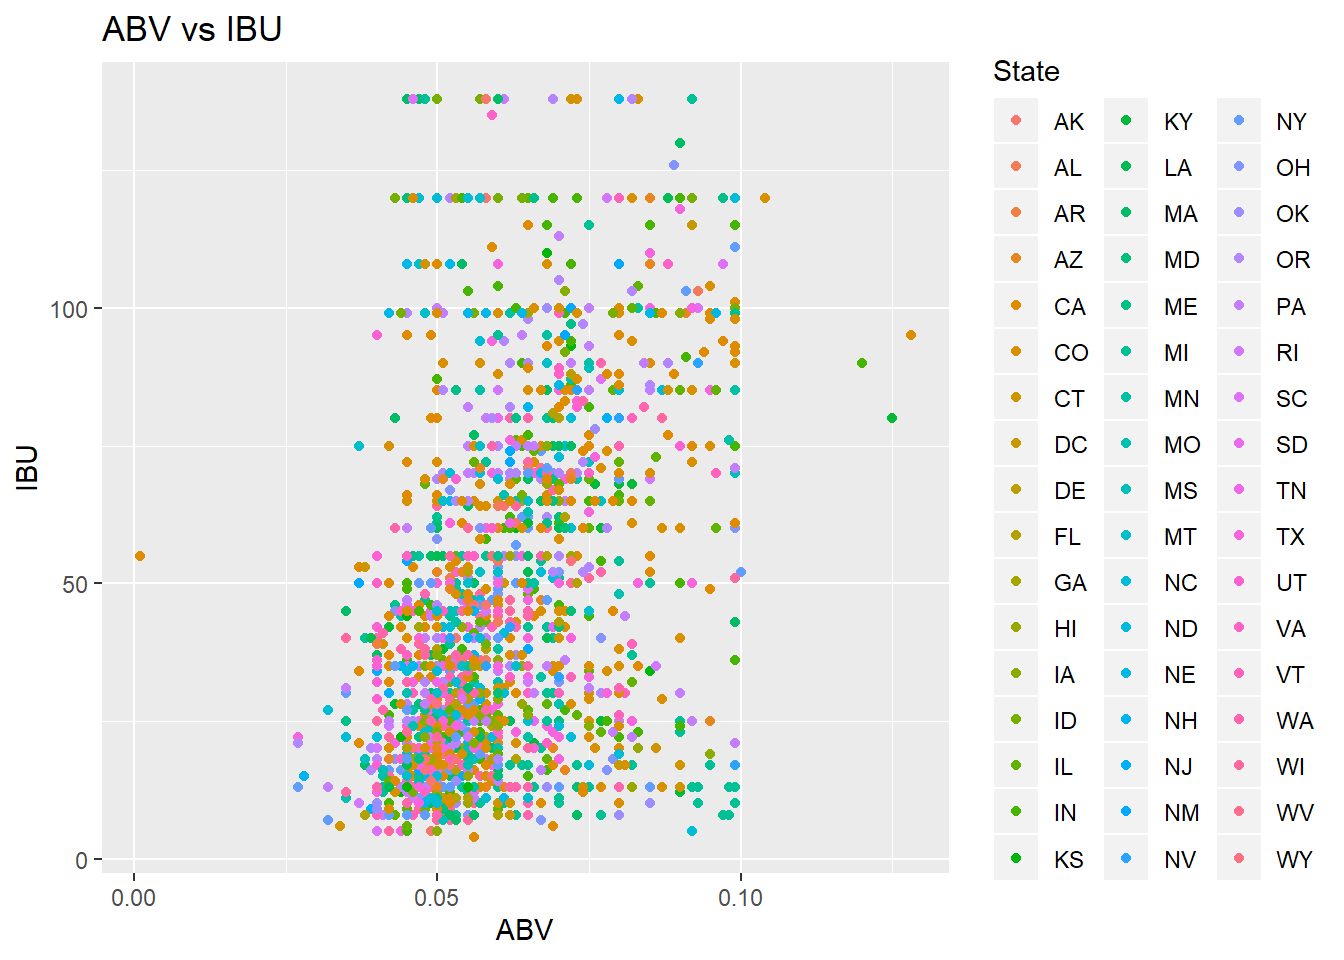 ABV vs IBU
IBU
100
50
0
0.00
0.05
0.10
ABV
State
AK
AL
AR
AZ
CA
CO
CT
DC
DE
FL
GA
HI
IA
ID
IL
IN
KS
KY
LA
MA
MD
ME
MI
MN
MO
MS
MT
NC
ND
NE
NH
NJ
NM
NV
NY
OH
OK
OR
PA
RI
SC
SD
TN
TX
UT
VA
VT
WA
WI
WV
WY